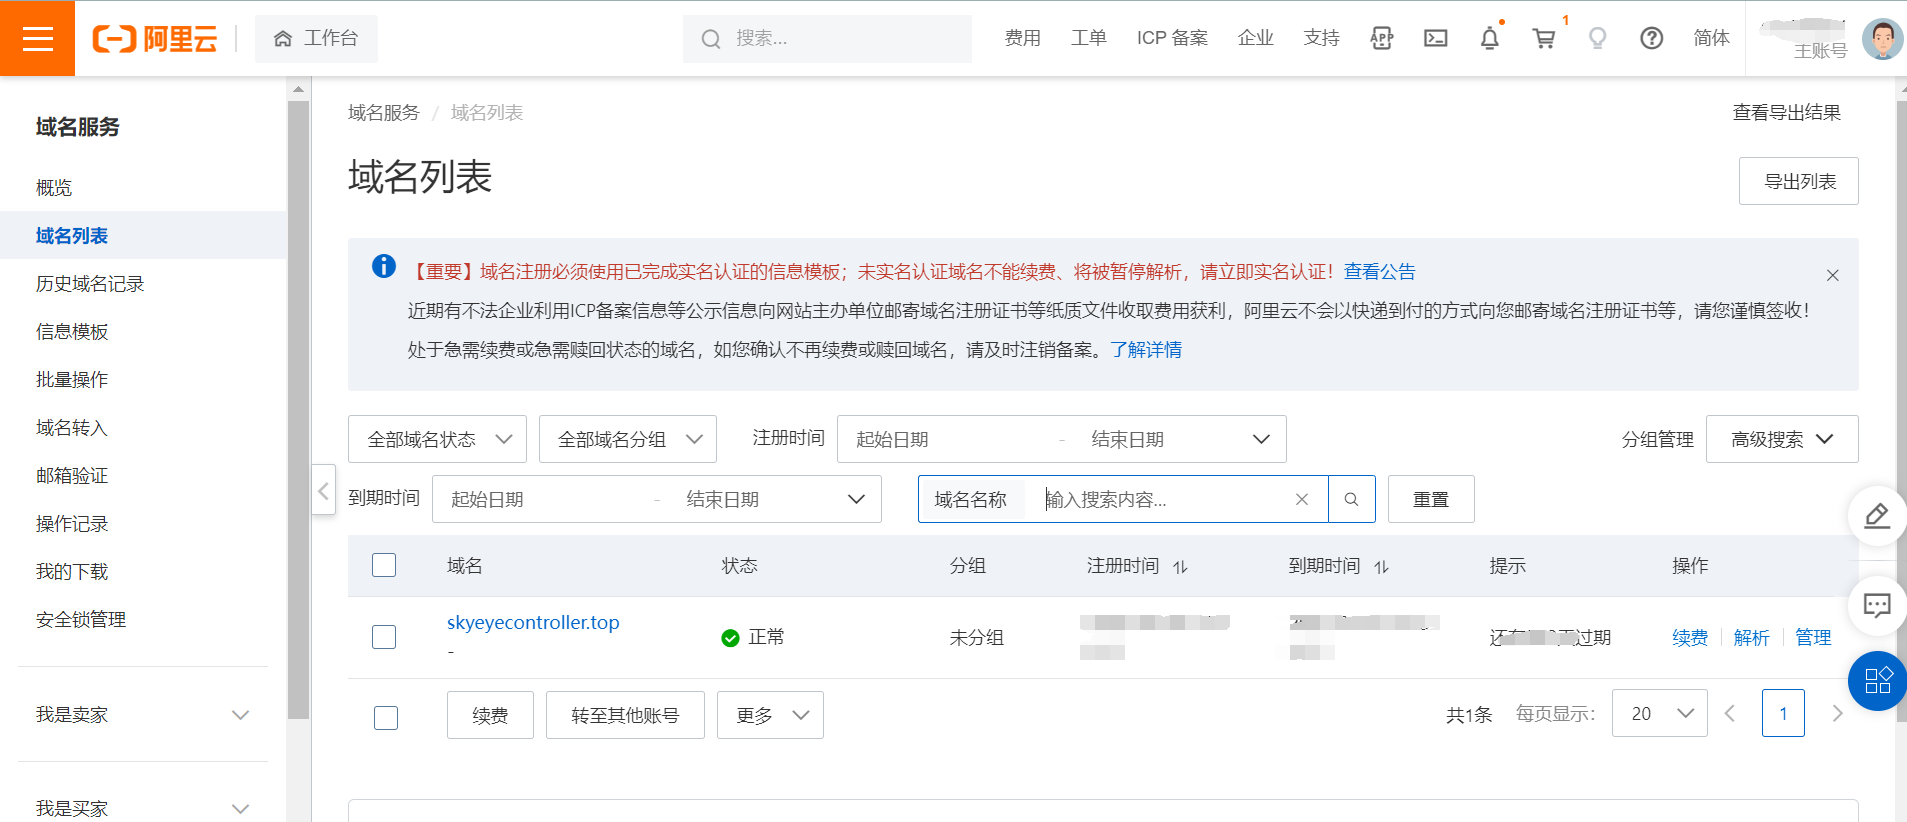 阿里云
工作台
搜索...
费用
工单
ICP 备案
企业
支持
1
简体
主账号
域名服务
概览
域名列表
历史域名记录
信息模板
批量操作
域名转入
邮箱验证
操作记录
我的下载
安全锁管理
我是卖家
我是买家
域名服务 / 域名列表
查看导出结果
域名列表
导出列表
【重要】域名注册必须使用已完成实名认证的信息模板；未实名认证域名不能续费、将被暂停解析，请立即实名认证！查看公告
近期有不法企业利用ICP备案信息等公示信息向网站主办单位邮寄域名注册证书等纸质文件收取费用获利，阿里云不会以快递到付的方式向您邮寄域名注册证书等，请您谨慎签收！
处于急需续费或急需赎回状态的域名，如您确认不再续费或赎回域名，请及时注销备案。了解详情
全部域名状态
全部域名分组
注册时间
起始日期 - 结束日期
分组管理
高级搜索
到期时间
起始日期 - 结束日期
域名名称
输入搜索内容...
重置
域名 状态 分组 注册时间 到期时间 提示 操作
skyeyecontroller.top
-
正常
未分组
过期
续费 解析 管理
续费
转至其他账号
更多
共1条
每页显示：
20
1